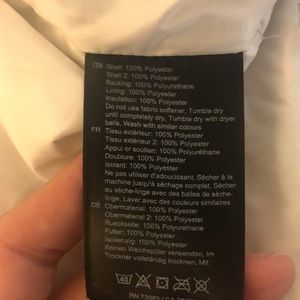 GB Shell: 100% Polyester
Shell 2: 100% Polyester
Backing: 100% Polyurethane
Lining: 100% Polyester
Insulation: 100% Polyester
Do not use fabric softener, Tumble dry
until completely dry, Tumble dry with dryer
balls, Wash with similar colours
FR Tissu extérieur: 100% Polyester
Tissu extérieur 2: 100% Polyester
Appui or soutien: 100% Polyuréthane
Doublure: 100% Polyester
Isolant: 100% Polyester
Ne pas utiliser d'adoucissant, Sécher à la
machine jusqu'à séchage complet, Sécher à
au sèche-linge avec des balles de sèche-
linge, Laver avec des couleurs similaires
DE Obermaterial: 100% Polyester
Obermaterial 2: 100% Polyester
Rueckseite: 100% Polyurethan
Futter: 100% Polyester
Isolierung: 100% Polyester
Keinen Weichspüler verwenden, Im
Trockner vollständig trocknen, Mit
40